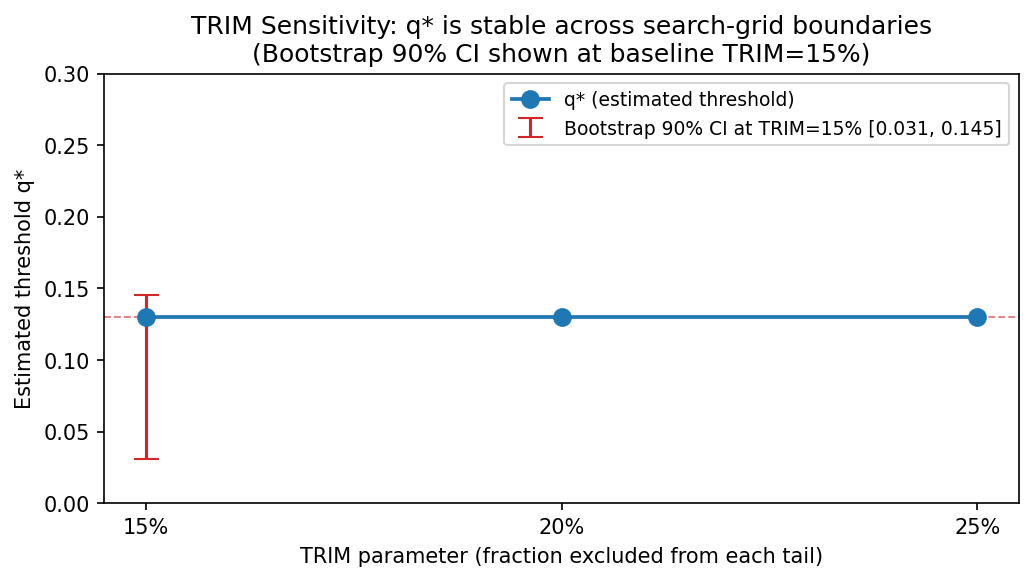 TRIM Sensitivity: q* is stable across search-grid boundaries
(Bootstrap 90% CI shown at baseline TRIM=15%)
q* (estimated threshold)
Bootstrap 90% CI at TRIM=15% [0.031, 0.145]
Estimated threshold q*
0.30
0.25
0.20
0.15
0.10
0.05
0.00
15%
20%
25%
TRIM parameter (fraction excluded from each tail)